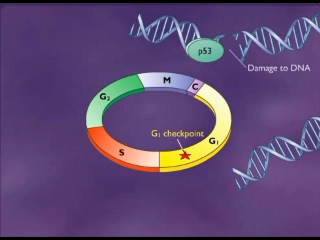 p53
Damage to DNA
M
C
G₂
G₁ checkpoint
G₁
S